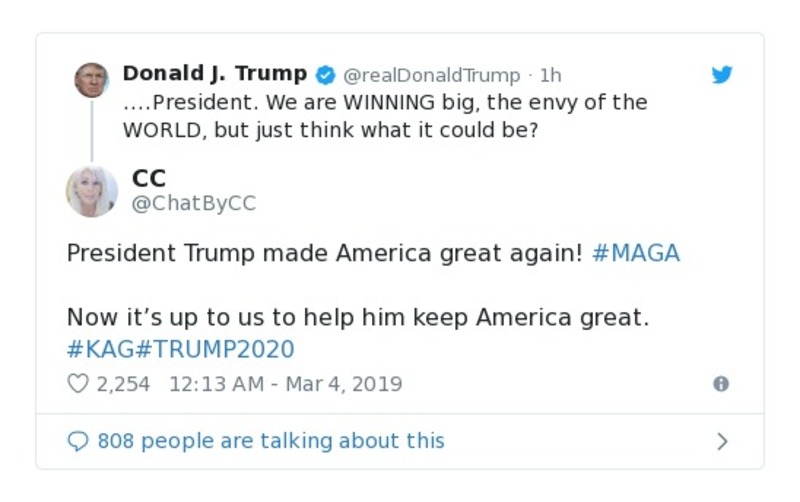 Donald J. Trump @realDonaldTrump · 1h
....President. We are WINNING big, the envy of the
WORLD, but just think what it could be?
CC
@ChatByCC
President Trump made America great again! #MAGA
Now it’s up to us to help him keep America great.
#KAG#TRUMP2020
2,254 12:13 AM - Mar 4, 2019
808 people are talking about this